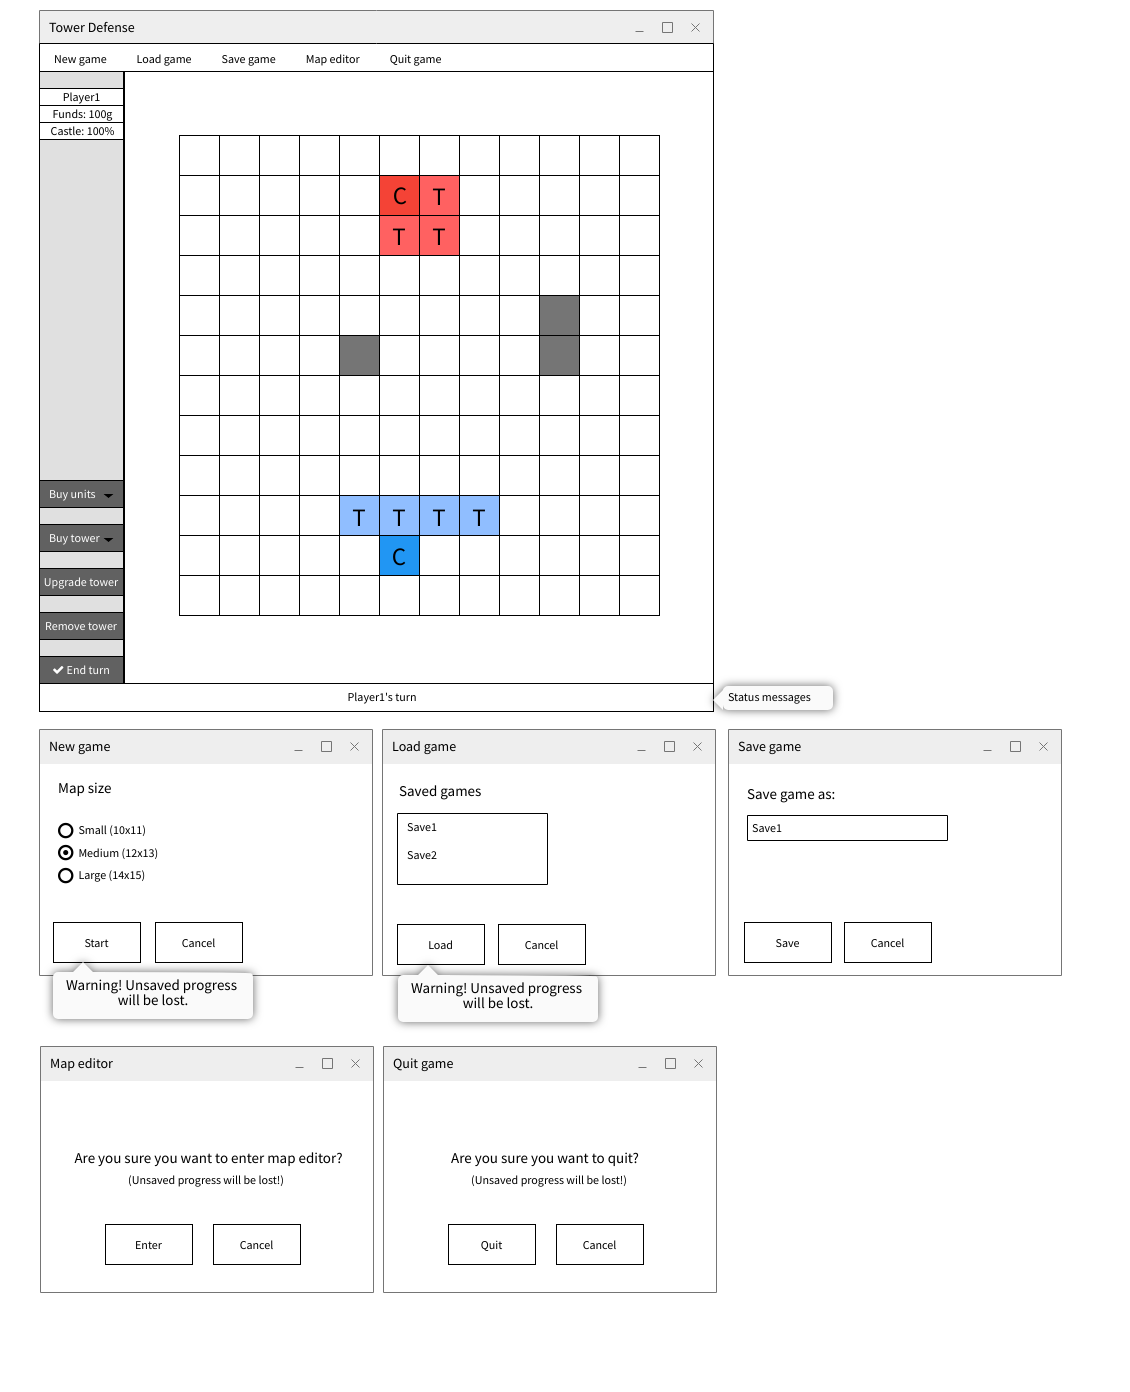 Tower Defense
New game Load game Save game Map editor Quit game
Player1
Funds: 100g
Castle: 100%
C T
T T
Buy units
T T T T
Buy tower
C
Upgrade tower
Remove tower
End turn
Player1's turn
Status messages
New game
Map size
Small (10x11)
Medium (12x13)
Large (14x15)
Start Cancel
Warning! Unsaved progress
will be lost.
Load game
Saved games
Save1
Save2
Load Cancel
Warning! Unsaved progress
will be lost.
Save game
Save game as:
Save1
Save Cancel
Map editor
Are you sure you want to enter map editor?
(Unsaved progress will be lost!)
Enter Cancel
Quit game
Are you sure you want to quit?
(Unsaved progress will be lost!)
Quit Cancel